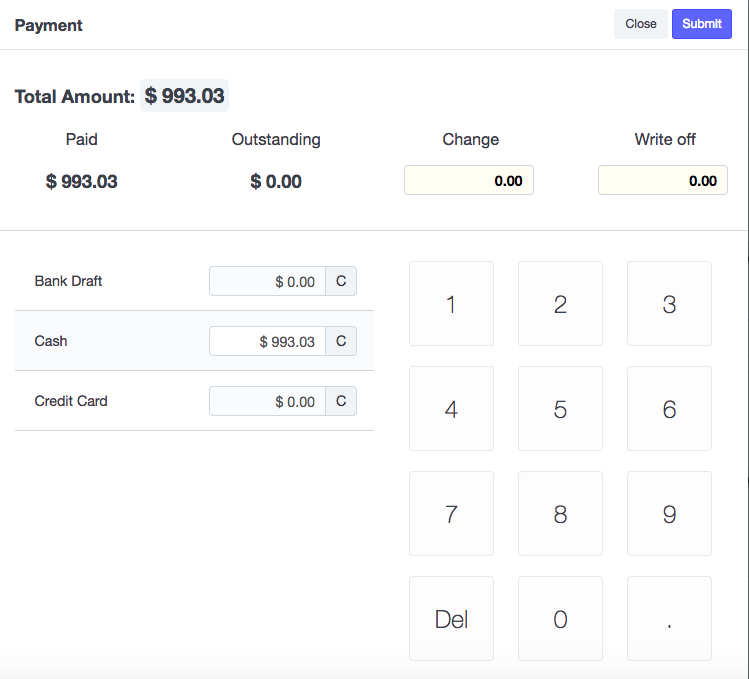 Payment Close Submit
Total Amount: $ 993.03
Paid Outstanding Change Write off
$ 993.03 $ 0.00 0.00 0.00
Bank Draft $ 0.00 C
Cash $ 993.03 C
Credit Card $ 0.00 C
1 2 3
4 5 6
7 8 9
Del 0 .